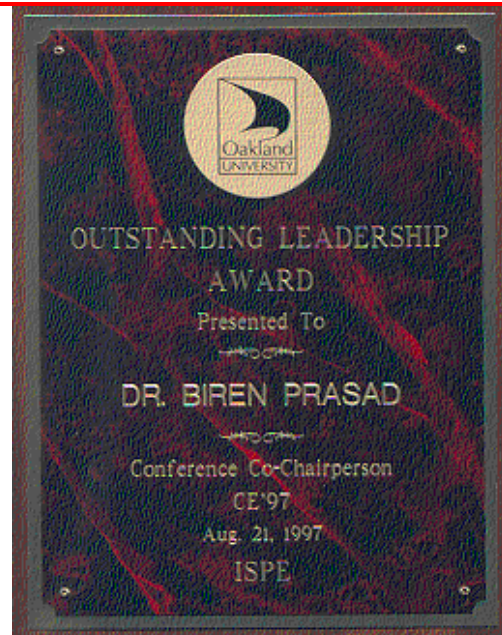 Oakland
UNIVERSITY
OUTSTANDING LEADERSHIP
AWARD
Presented To
DR. BIREN PRASAD
Conference Co-Chairperson
CE'97
Aug. 21, 1997
ISPE